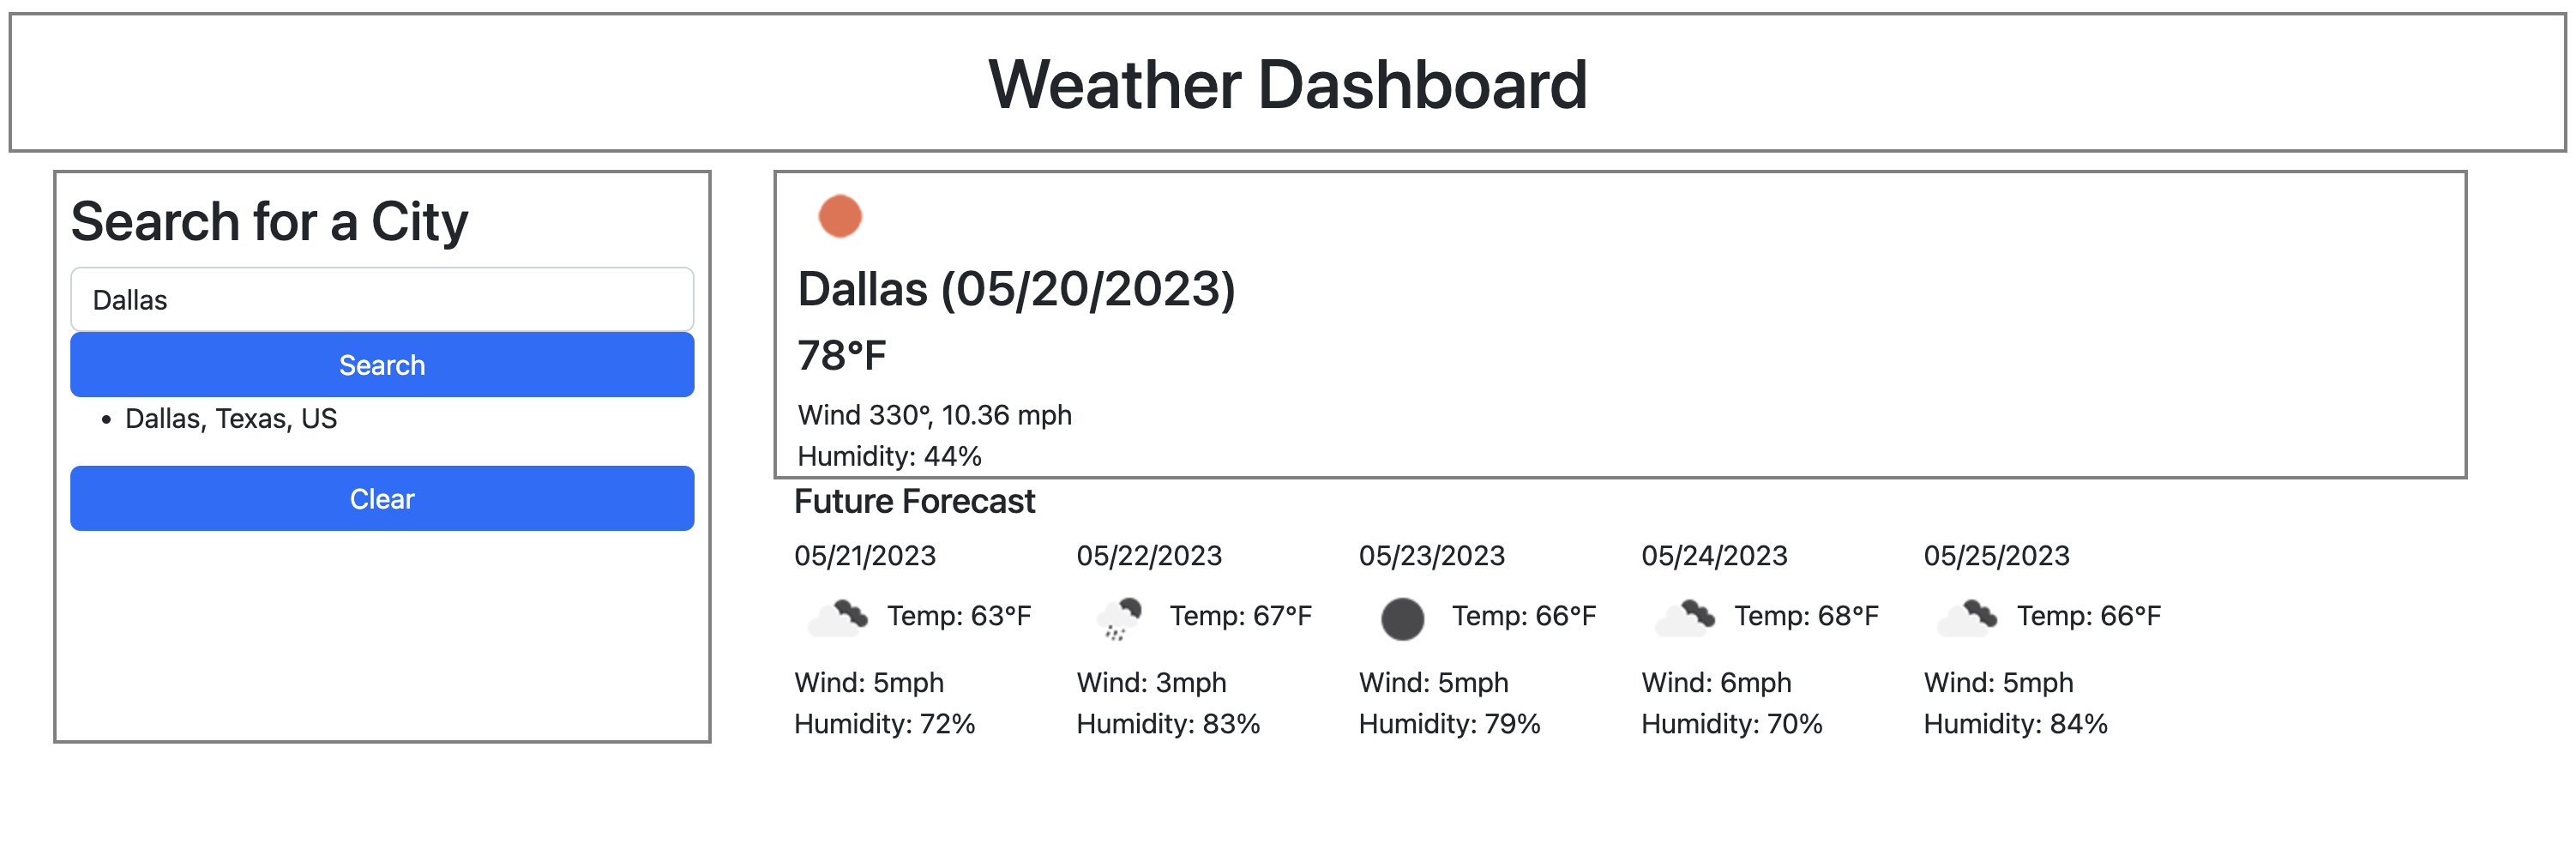 Weather Dashboard
Search for a City
Dallas
Search
• Dallas, Texas, US
Clear
Dallas (05/20/2023)
78°F
Wind 330°, 10.36 mph
Humidity: 44%
Future Forecast
05/21/2023
Temp: 63°F
Wind: 5mph
Humidity: 72%
05/22/2023
Temp: 67°F
Wind: 3mph
Humidity: 83%
05/23/2023
Temp: 66°F
Wind: 5mph
Humidity: 79%
05/24/2023
Temp: 68°F
Wind: 6mph
Humidity: 70%
05/25/2023
Temp: 66°F
Wind: 5mph
Humidity: 84%